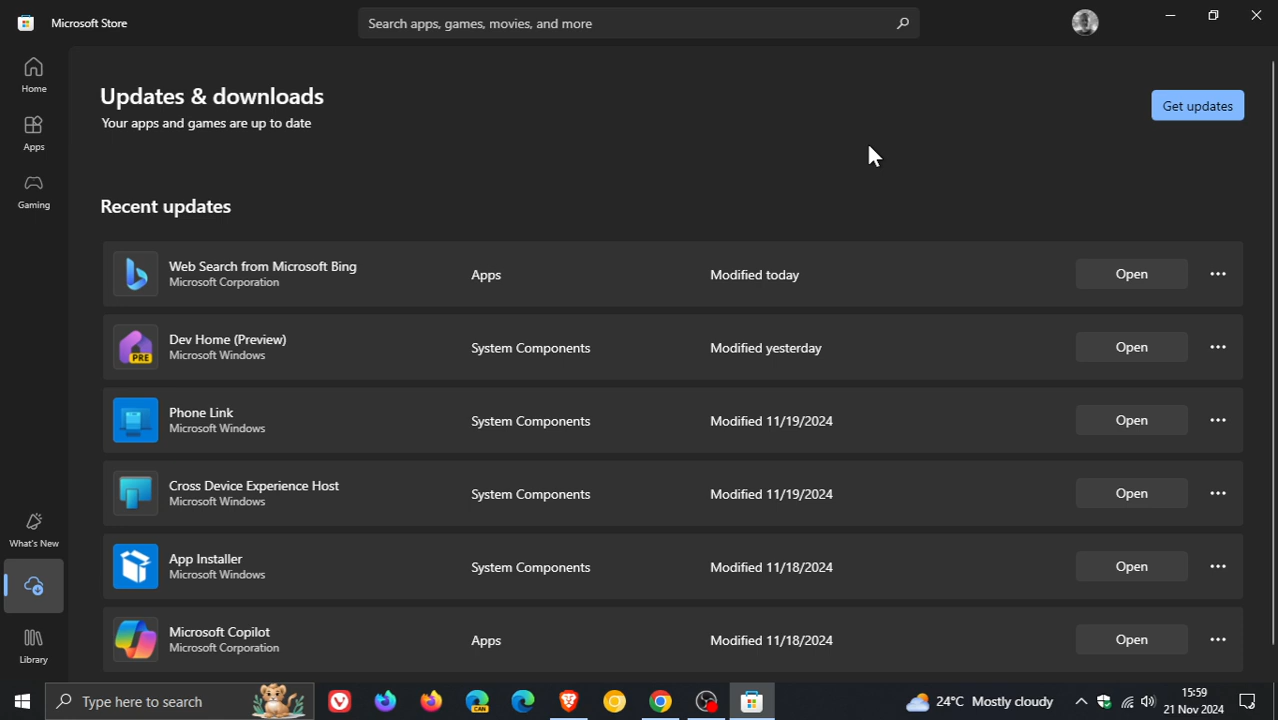 Microsoft Store
Search apps, games, movies, and more
Home
Apps
Gaming
What's New
Library
Updates & downloads
Your apps and games are up to date
Get updates
Recent updates
Web Search from Microsoft Bing
Microsoft Corporation
Apps
Modified today
Open
Dev Home (Preview)
Microsoft Windows
System Components
Modified yesterday
Open
PRE
Phone Link
Microsoft Windows
System Components
Modified 11/19/2024
Open
Cross Device Experience Host
Microsoft Windows
System Components
Modified 11/19/2024
Open
App Installer
Microsoft Windows
System Components
Modified 11/18/2024
Open
Microsoft Copilot
Microsoft Corporation
Apps
Modified 11/18/2024
Open
Type here to search
CAN
24°C Mostly cloudy
15:59
21 Nov 2024